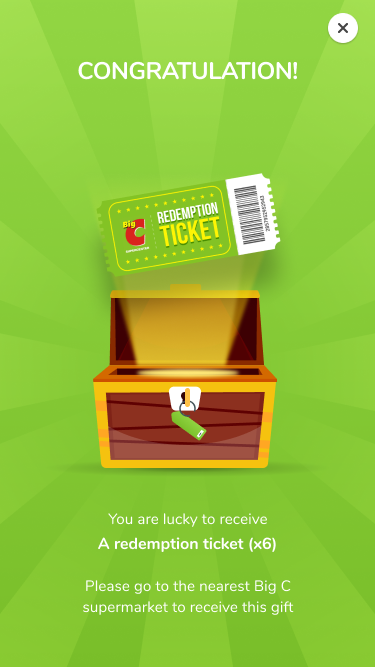 CONGRATULATION!
Big
C
REDEMPTION
TICKET
You are lucky to receive
A redemption ticket (x6)
Please go to the nearest Big C
supermarket to receive this gift